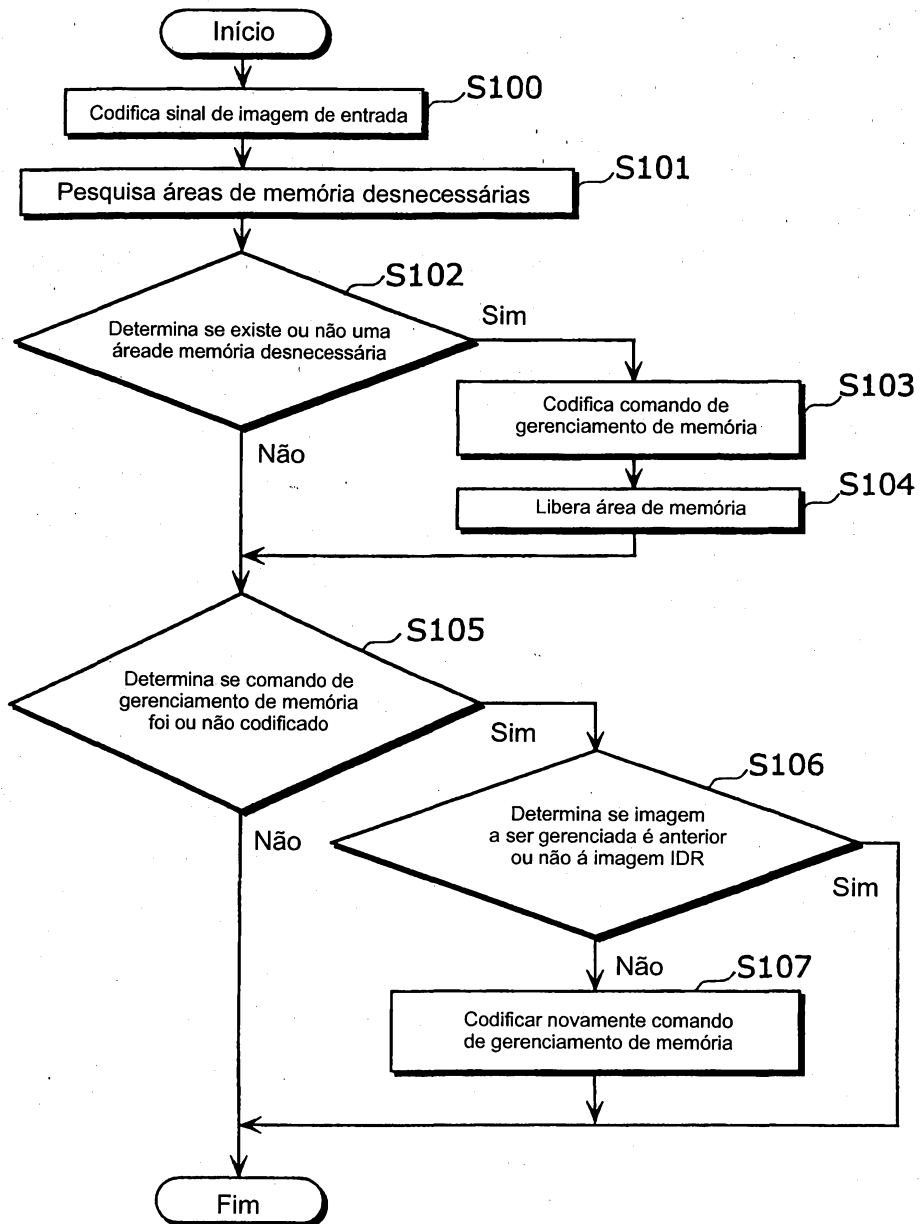 Início
S100
Codifica sinal de imagem de entrada
S101
Pesquisa áreas de memória desnecessárias
S102
Determina se existe ou não uma
áreade memória desnecessária
Sim
Não
S103
Codifica comando de
gerenciamento de memória
S104
Libera área de memória
S105
Determina se comando de
gerenciamento de memória
foi ou não codificado
Sim
Não
S106
Determina se imagem
a ser gerenciada é anterior
ou não á imagem IDR
Sim
Não
S107
Codificar novamente comando
de gerenciamento de memória
Fim